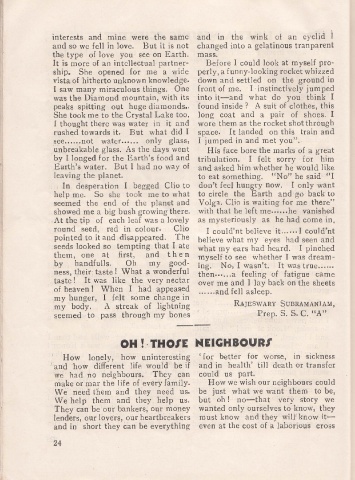 interests and mine were the same
and so we fell in love. But it is not
the type of love you see on Earth.
It is more of an intellectual partner-
ship. She opened for me a wide
vista of hitherto unknown knowledge.
I saw many miraculous things. One
was the Diamond mountain, with its
peaks spitting out huge diamonds.
She took me to the Crystal Lake too.
I thought there was water in it and
rushed towards it. But what did I
see......not water...... only glass,
unbreakable glass. As the days went
by I longed for the Earth's food and
Earth's water. But I had no way of
leaving the planet.
In desperation I begged Clio to
help me. So she took me to what
seemed the end of the planet and
showed me a big bush growing there.
At the tip of each leaf was a lovely
round seed, red in colour. Clio
pointed to it and disappeared. The
seeds looked so tempting that I ate
them, one at first, and then
by handfulls. Oh my good-
ness, their taste! What a wonderful
taste! It was like the very nectar
of heaven! When I had appeased
my hunger, I felt some change in
my body. A streak of lightning
seemed to pass through my bones
and in the wink of an eyelid I
changed into a gelatinous tranparent
mass.
Before I could look at myself pro-
perly, a funny-looking rocket whizzed
down and settled on the ground in
front of me. I instinctively jumped
into it—and what do you think I
found inside? A suit of clothes, this
long coat and a pair of shoes. I
wore them as the rocket shot through
space. It landed on this train and
I jumped in and met you".
His face bore the marks of a great
tribulation. I felt sorry for him
and asked him whether he would like
to eat something. "No" he said "I
don't feel hungry now. I only want
to circle the Earth and go back to
Volga. Clio is waiting for me there"
with that he left me......he vanished
as mysteriously as he had come in.
I could'nt believe it......I could'nt
believe what my eyes had seen and
what my ears had heard. I pinched
myself to see whether I was dream-
ing. No, I wasn't. It was true......
then......a feeling of fatigue came
over me and I lay back on the sheets
......and fell asleep.
RAJESWARY SUBRAMANIAM,
Prep. S. S. C. "A"
OH! THOSE NEIGHBOURS
How lonely, how uninteresting
and how different life would be if
we had no neighbours. They can
make or mar the life of every family.
We need them and they need us.
We help them and they help us.
They can be our bankers, our money
lenders, our lovers, our heartbreakers
and in short they can be everything
'for better for worse, in sickness
and in health' till death or transfer
could us part.
How we wish our neighbours could
be just what we want them to be,
but oh! no—that very story we
wanted only ourselves to know, they
must know and they will know it—
even at the cost of a laborious cross
24